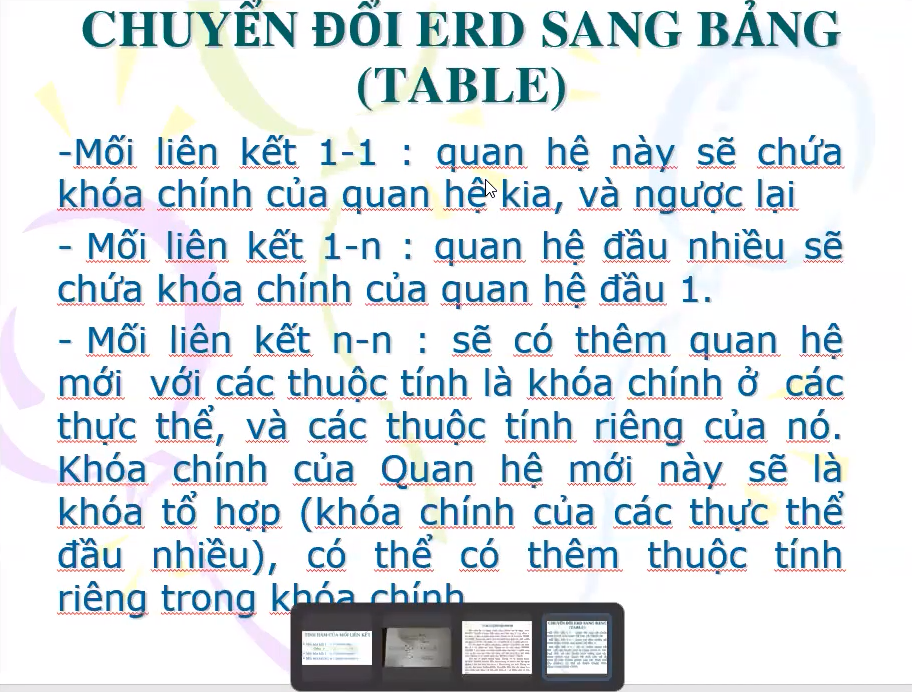 CHUYỂN ĐỔI ERD SANG BẢNG
(TABLE)
-Mối liên kết 1-1 : quan hệ này sẽ chứa
khóa chính của quan hệ kia, và ngược lại
- Mối liên kết 1-n : quan hệ đầu nhiều sẽ
chứa khóa chính của quan hệ đầu 1.
- Mối liên kết n-n : sẽ có thêm quan hệ
mới với các thuộc tính là khóa chính ở các
thực thể, và các thuộc tính riêng của nó.
Khóa chính của Quan hệ mới này sẽ là
khóa tổ hợp (khóa chính của các thực thể
đầu nhiều), có thể có thêm thuộc tính
riêng trong khóa chính